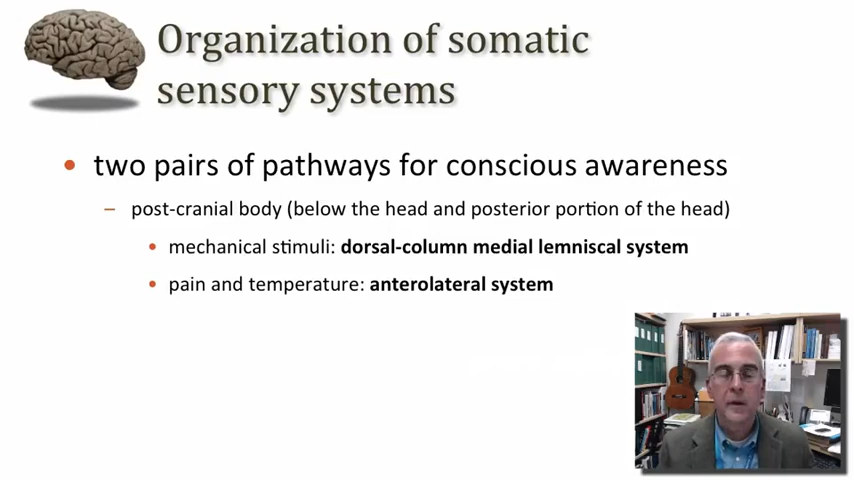 Organization of somatic
sensory systems
• two pairs of pathways for conscious awareness
– post-cranial body (below the head and posterior portion of the head)
• mechanical stimuli: dorsal-column medial lemniscal system
• pain and temperature: anterolateral system